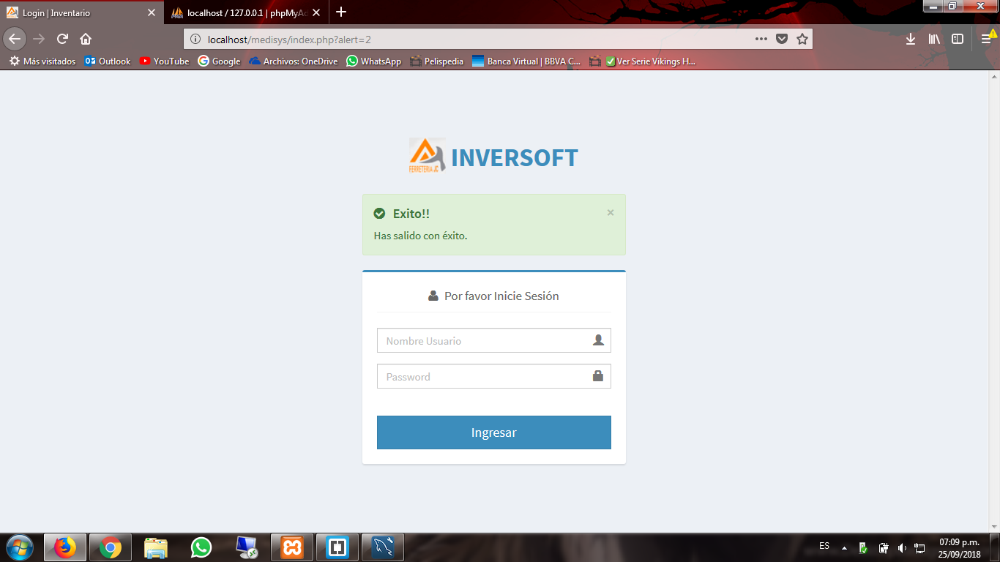 Login | Inventario
localhost / 127.0.0.1 | phpMyAd
localhost/medisys/index.php?alert=2
Más visitados
Outlook
YouTube
Google
Archivos: OneDrive
WhatsApp
Pelispedia
Banca Virtual | BBVA C...
Ver Serie Vikings H...
FERRETERIA JC
INVERSOFT
Exito!!
×
Has salido con éxito.
Por favor Inicie Sesión
Nombre Usuario
Password
Ingresar
ES
07:09 p.m.
25/09/2018